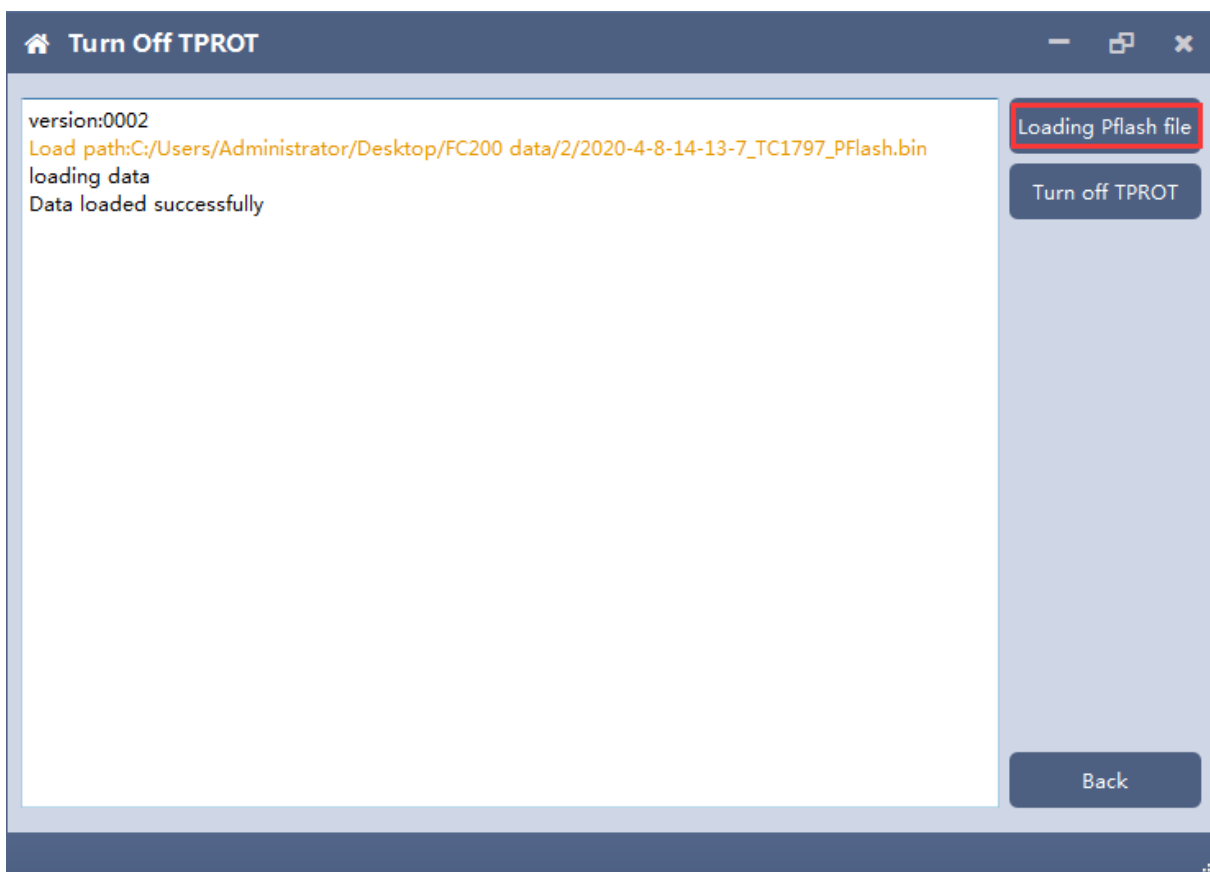 Turn Off TPROT
version:0002
Load path:C:/Users/Administrator/Desktop/FC200 data/2/2020-4-8-14-13-7_TC1797_PFlash.bin
loading data
Data loaded successfully
Loading Pflash file
Turn off TPROT
Back